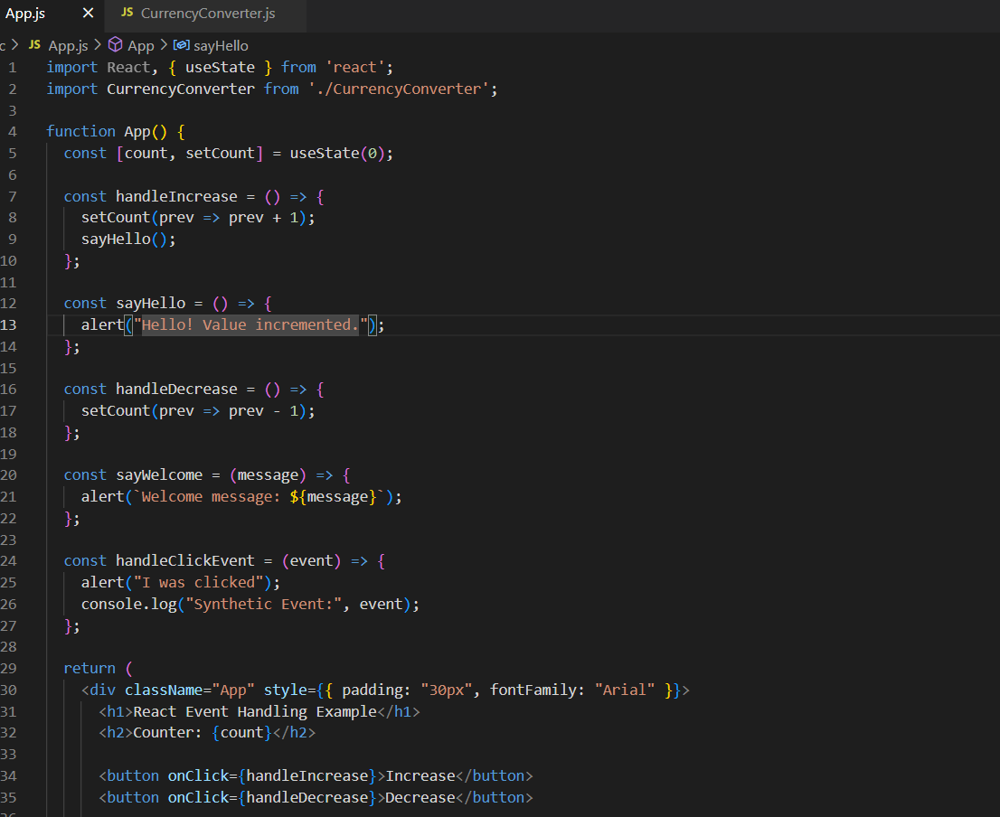 App.js × JS CurrencyConverter.js
c > JS App.js > App > sayHello
1 import React, { useState } from 'react';
2 import CurrencyConverter from './CurrencyConverter';
3
4 function App() {
5   const [count, setCount] = useState(0);
6
7   const handleIncrease = () => {
8     setCount(prev => prev + 1);
9     sayHello();
10   };
11
12   const sayHello = () => {
13     alert("Hello! Value incremented.");
14   };
15
16   const handleDecrease = () => {
17     setCount(prev => prev - 1);
18   };
19
20   const sayWelcome = (message) => {
21     alert(`Welcome message: ${message}`);
22   };
23
24   const handleClickEvent = (event) => {
25     alert("I was clicked");
26     console.log("Synthetic Event:", event);
27   };
28
29   return (
30     <div className="App" style={{ padding: "30px", fontFamily: "Arial" }}>
31       <h1>React Event Handling Example</h1>
32       <h2>Counter: {count}</h2>
33
34       <button onClick={handleIncrease}>Increase</button>
35       <button onClick={handleDecrease}>Decrease</button>